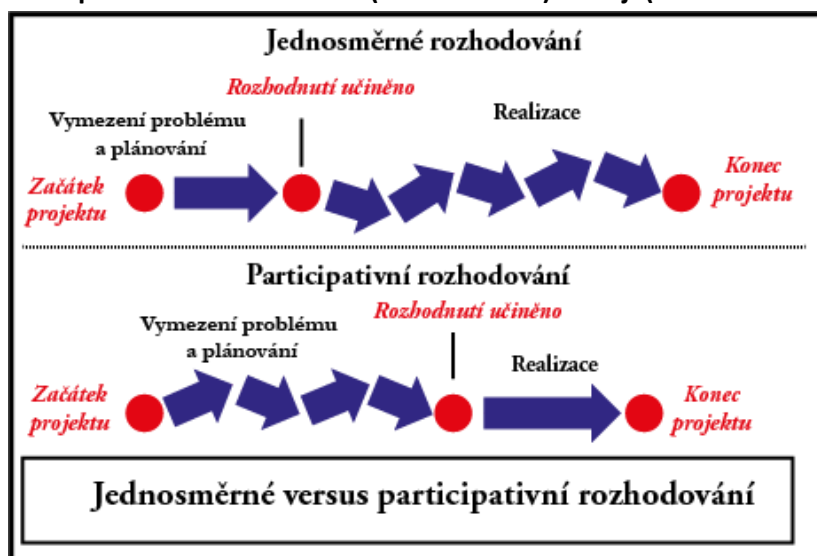 Jednosměrné rozhodování
Rozhodnutí učiněno
Vymezení problému
a plánování
Realizace
Začátek
projektu
Konec
projektu
Participativní rozhodování
Rozhodnutí učiněno
Vymezení problému
a plánování
Realizace
Začátek
projektu
Konec
projektu
Jednosměrné versus participativní rozhodování